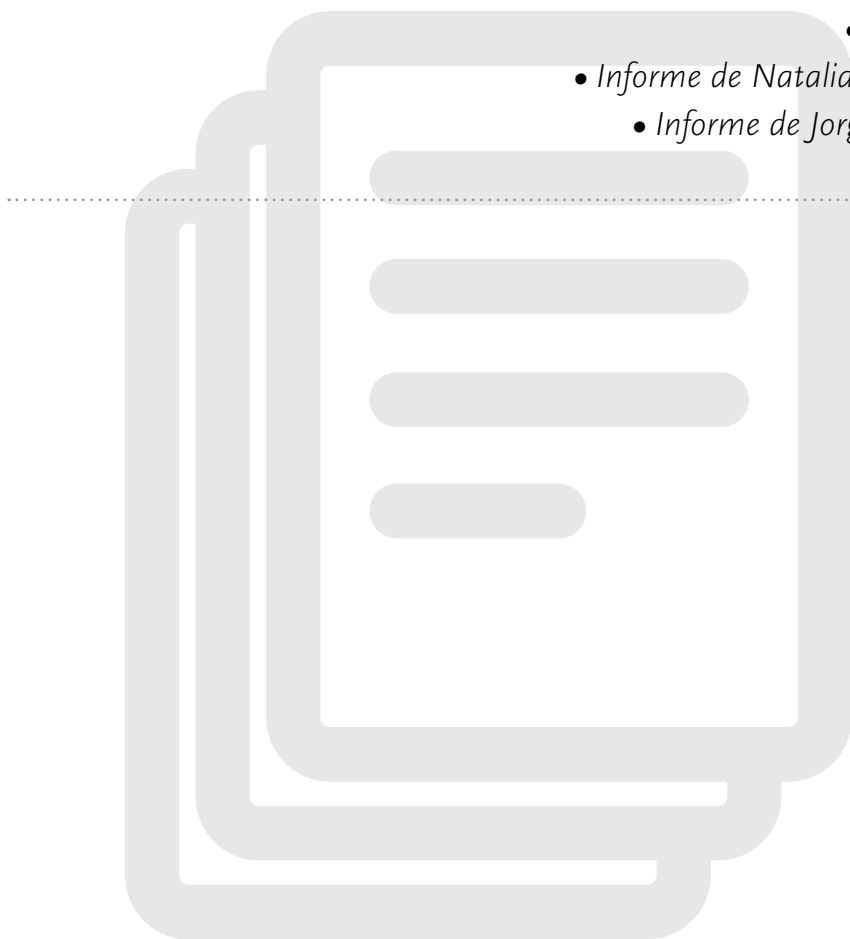 •
• Informe de Natalia
• Informe de Jorg